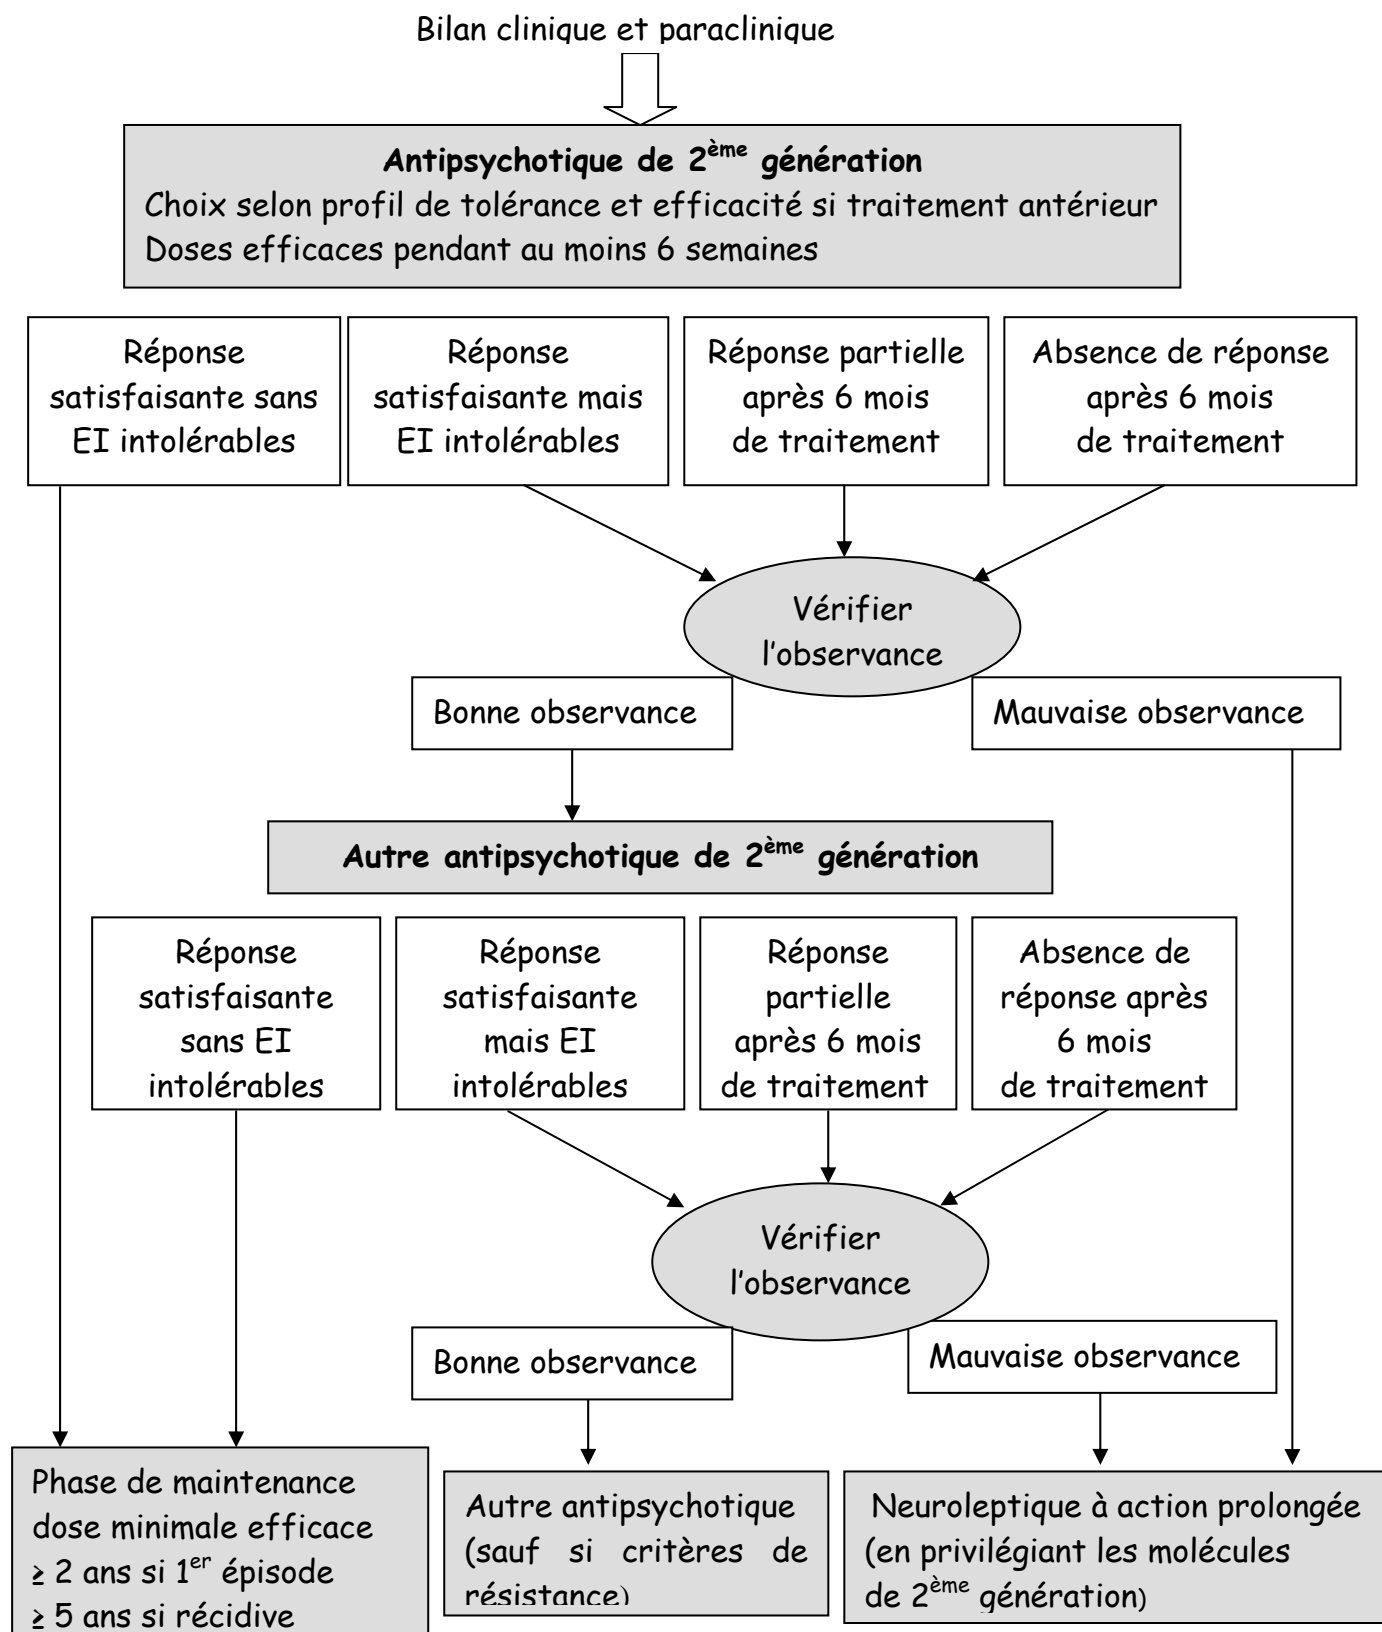 Bilan clinique et paraclinique
Antipsychotique de 2ème génération
Choix selon profil de tolérance et efficacité si traitement antérieur
Doses efficaces pendant au moins 6 semaines
Réponse
satisfaisante sans
EI intolérables
Réponse
satisfaisante mais
EI intolérables
Réponse partielle
après 6 mois
de traitement
Absence de réponse
après 6 mois
de traitement
Vérifier
l'observance
Bonne observance
Mauvaise observance
Autre antipsychotique de 2ème génération
Réponse
satisfaisante
sans EI
intolérables
Réponse
satisfaisante
mais EI
intolérables
Réponse
partielle
après 6 mois
de traitement
Absence de
réponse après
6 mois
de traitement
Vérifier
l'observance
Bonne observance
Mauvaise observance
Phase de maintenance
dose minimale efficace
≥ 2 ans si 1er épisode
≥ 5 ans si récidive
Autre antipsychotique
(sauf si critères de
résistance)
Neuroleptique à action prolongée
(en privilégiant les molécules
de 2ème génération)